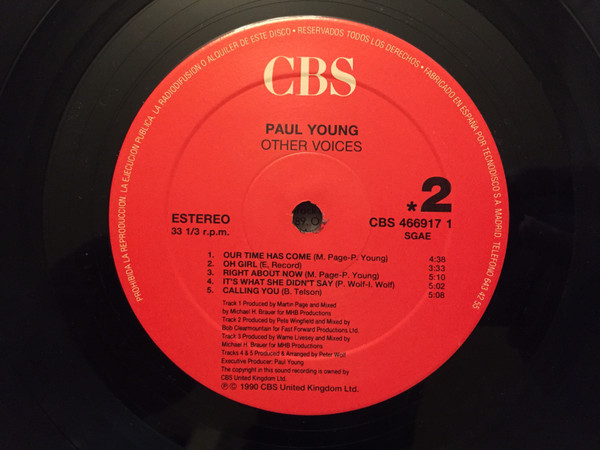 PROHIBIDA LA REPRODUCCION, LA EJECUCION PUBLICA, LA RADIODIFUSION O ALQUILER DE ESTE DISCO • RESERVADOS TODOS LOS DERECHOS • FABRICADO EN ESPAÑA POR TECNODISCO S.A. MADRID. TELEFONO 643 42 55
CBS
PAUL YOUNG
OTHER VOICES
*2
ESTEREO
33 1/3 r.p.m.
CBS 466917 1
SGAE
1. OUR TIME HAS COME (M. Page-P. Young) 4:38
2. OH GIRL (E. Record) 3:33
3. RIGHT ABOUT NOW (M. Page-P. Young) 5:10
4. IT'S WHAT SHE DIDN'T SAY (P. Wolf-I. Wolf) 5:02
5. CALLING YOU (B. Telson) 5:08
Track 1 Produced by Martin Page and Mixed
by Michael H. Brauer for MHB Productions
Track 2 Produced by Pete Wingfield and Mixed by
Bob Clearmountain for Fast Forward Productions Ltd.
Track 3 Produced by Warne Livesey and Mixed by
Michael H. Brauer for MHB Productions
Tracks 4 & 5 Produced & Arranged by Peter Wolf
Executive Producer: Paul Young
The copyright in this sound recording is owned by
CBS United Kingdom Ltd.
Ⓟ© 1990 CBS United Kingdom Ltd.